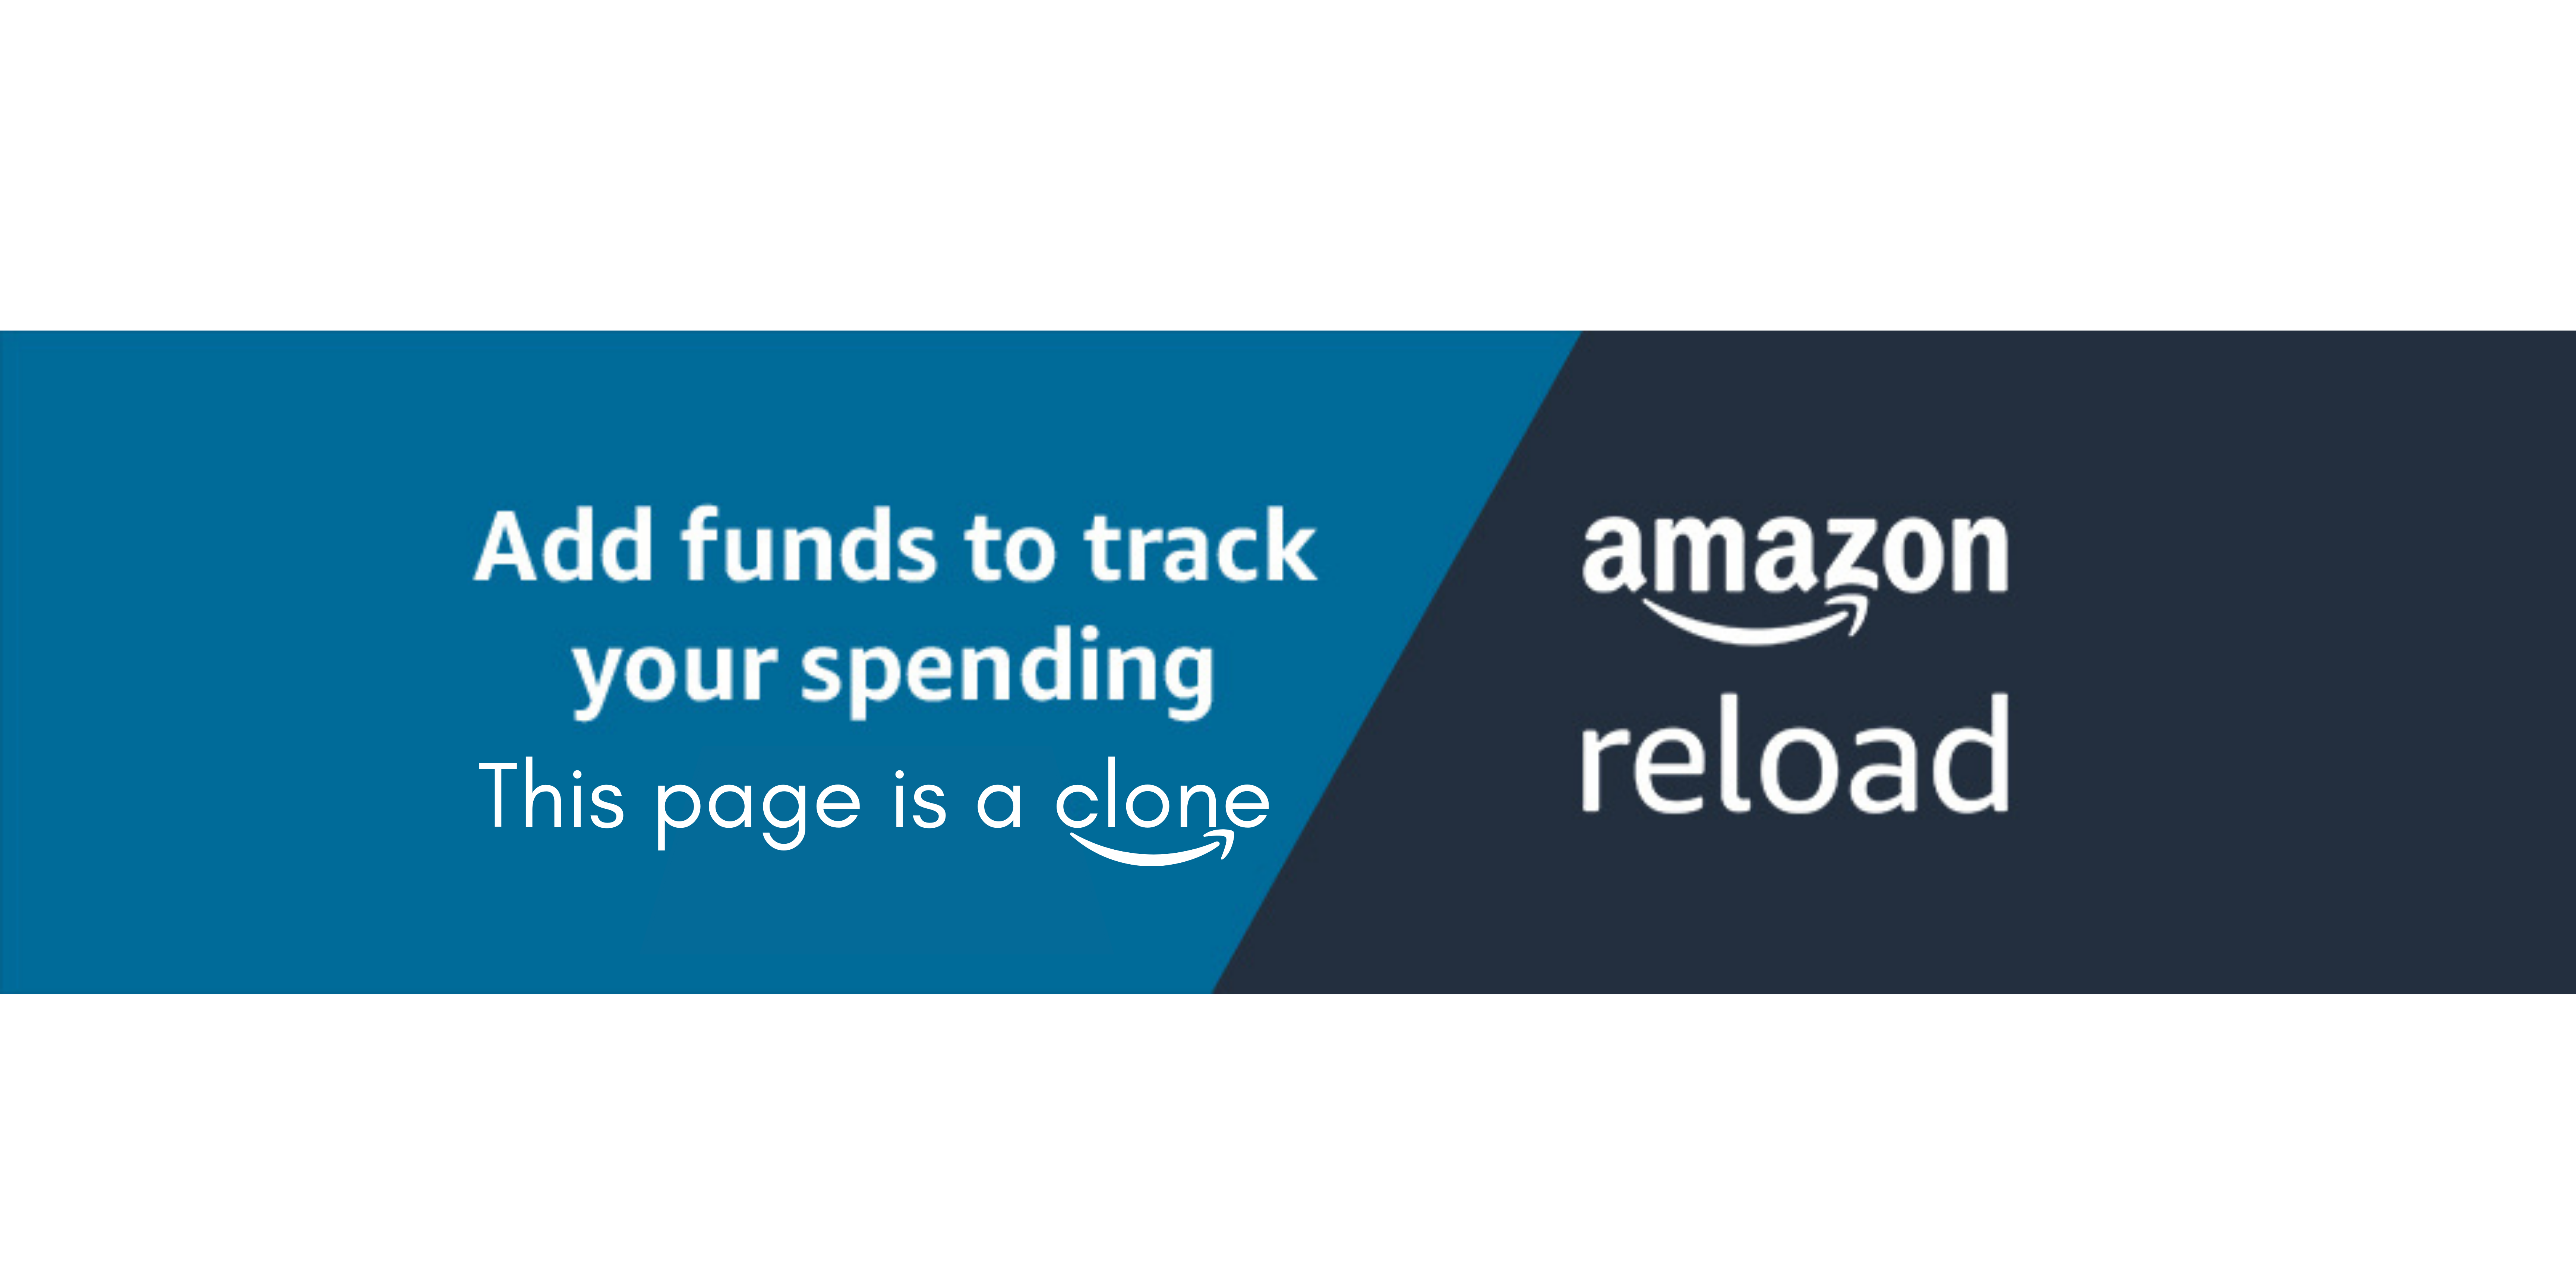 Add funds to track
your spending
This page is a clone
amazon
reload